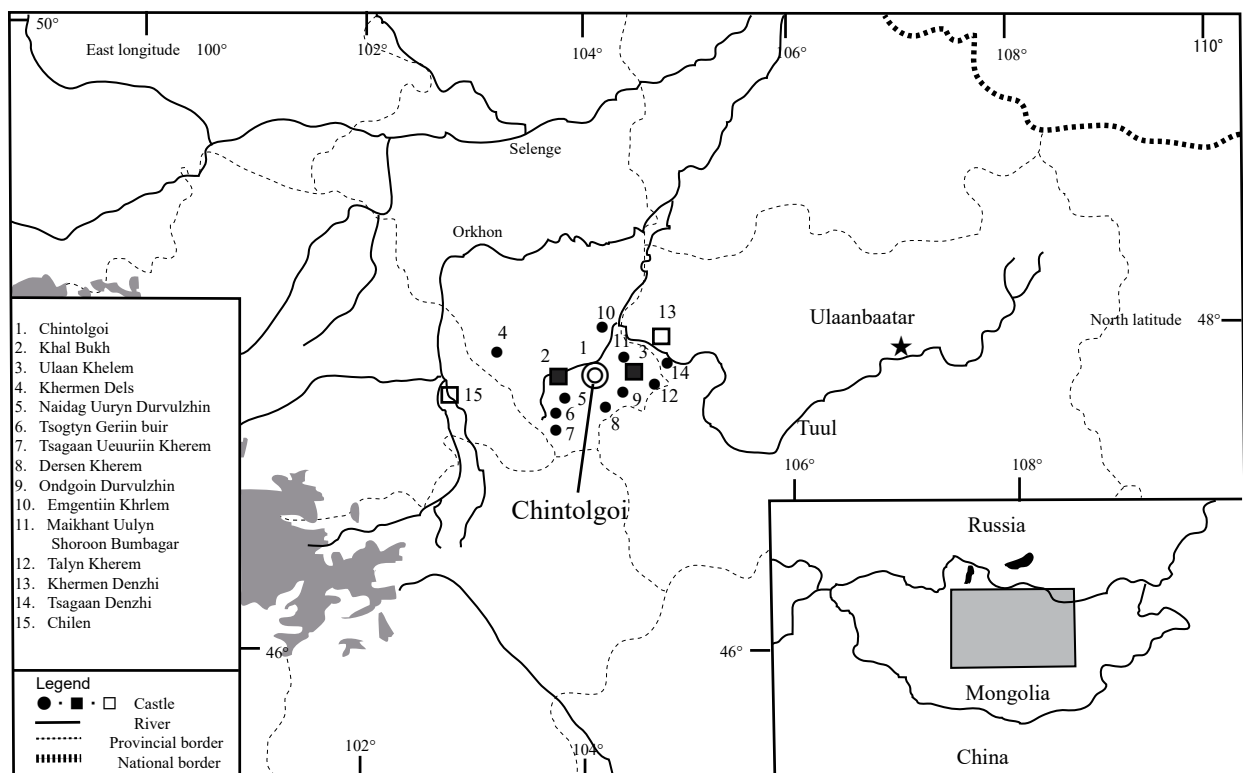 50°
East longitude 100°
102°
104°
106°
108°
110°
Selenge
Orkhon
10
13
4
Ulaanbaatar
North latitude 48°
1
11
3
2
14
15
5
12
9
6
8
7
Tuul
Chintolgoi
1. Chintolgoi
2. Khal Bukh
3. Ulaan Khelem
4. Khermen Dels
5. Naidag Uuryn Durvulzhin
6. Tsogtyn Geriin buir
7. Tsagaan Ueuuriin Kherem
8. Dersen Kherem
9. Ondgoin Durvulzhin
10. Emgentiin Khrlem
11. Maikhant Uulyn
Shoroon Bumbagar
12. Talyn Kherem
13. Khermen Denzhi
14. Tsagaan Denzhi
15. Chilen
Legend
Castle
River
Provincial border
National border
46°
46°
102°
104°
106°
108°
Russia
Mongolia
China